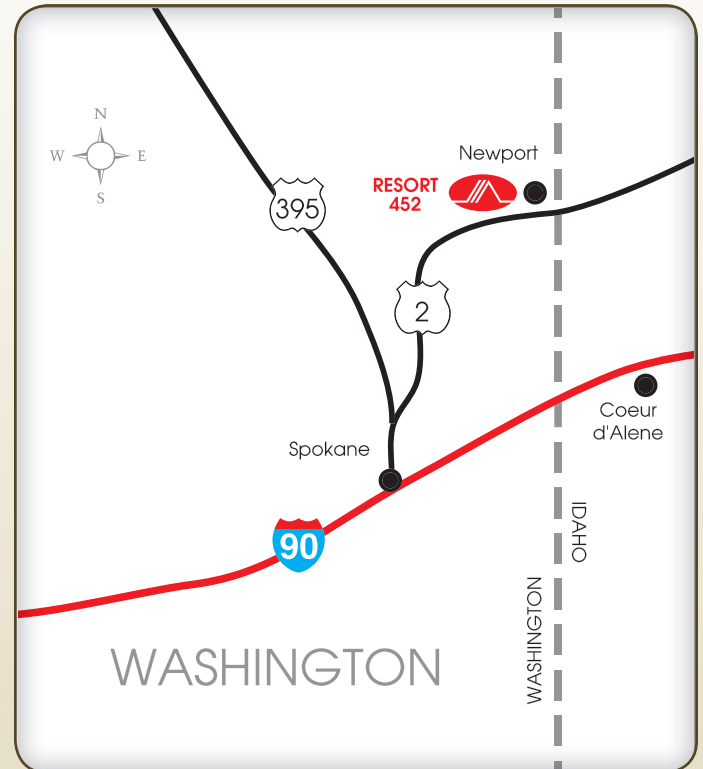 N
W E
S
Newport
RESORT
452
395
2
Coeur
d'Alene
Spokane
IDAHO
90
WASHINGTON
WASHINGTON